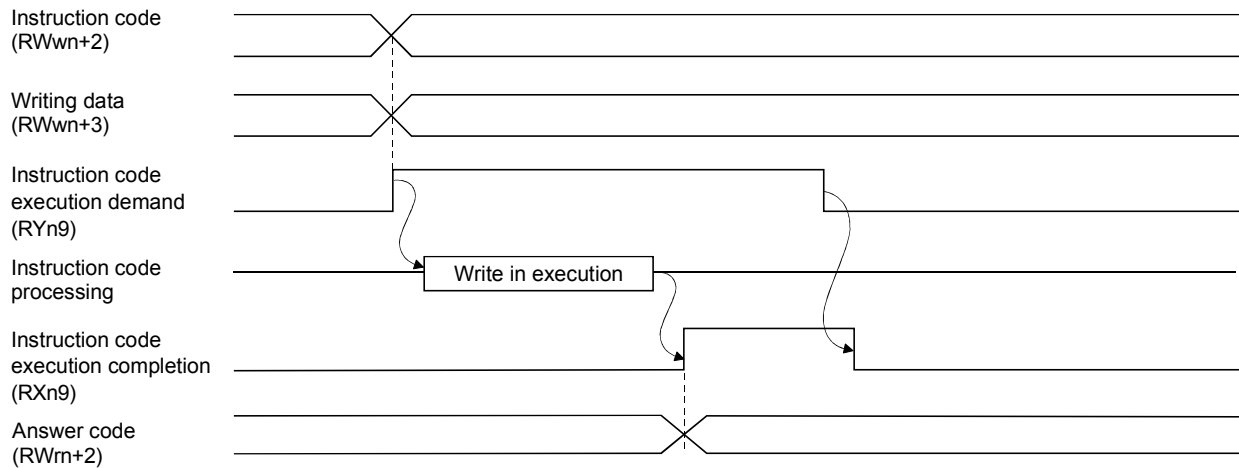 Instruction code
(RWwn+2)
Writing data
(RWwn+3)
Instruction code
execution demand
(RYn9)
Instruction code
processing
Write in execution
Instruction code
execution completion
(RXn9)
Answer code
(RWrn+2)